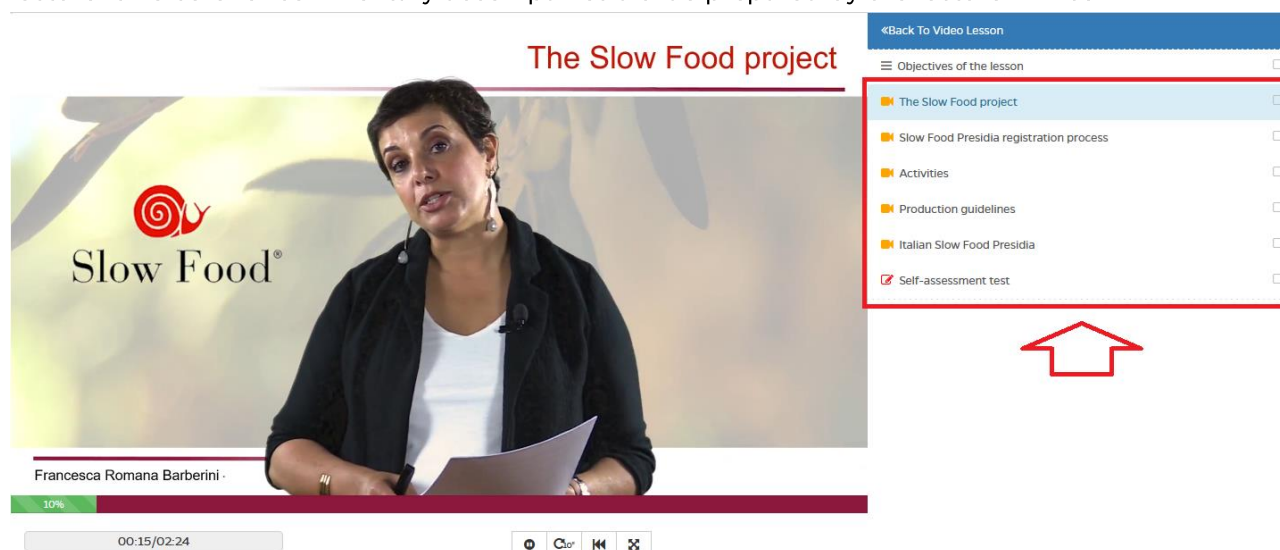 The Slow Food project
Slow Food®
Francesca Romana Barberini
10%
00:15/02:24
10"
«Back To Video Lesson
Objectives of the lesson
The Slow Food project
Slow Food Presidia registration process
Activities
Production guidelines
Italian Slow Food Presidia
Self-assessment test